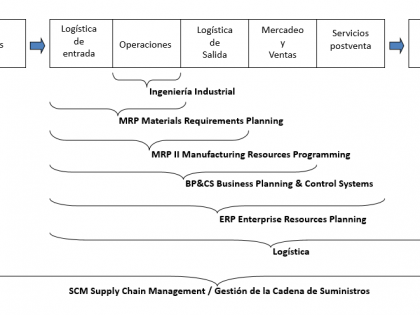 s
Logística
de
entrada
Operaciones
Logística
de
Salida
Mercadeo
y
Ventas
Servicios
postventa
Ingeniería Industrial
MRP Materials Requirements Planning
MRP II Manufacturing Resources Programming
BP&CS Business Planning & Control Systems
ERP Enterprise Resources Planning
Logística
SCM Supply Chain Management / Gestión de la Cadena de Suministros